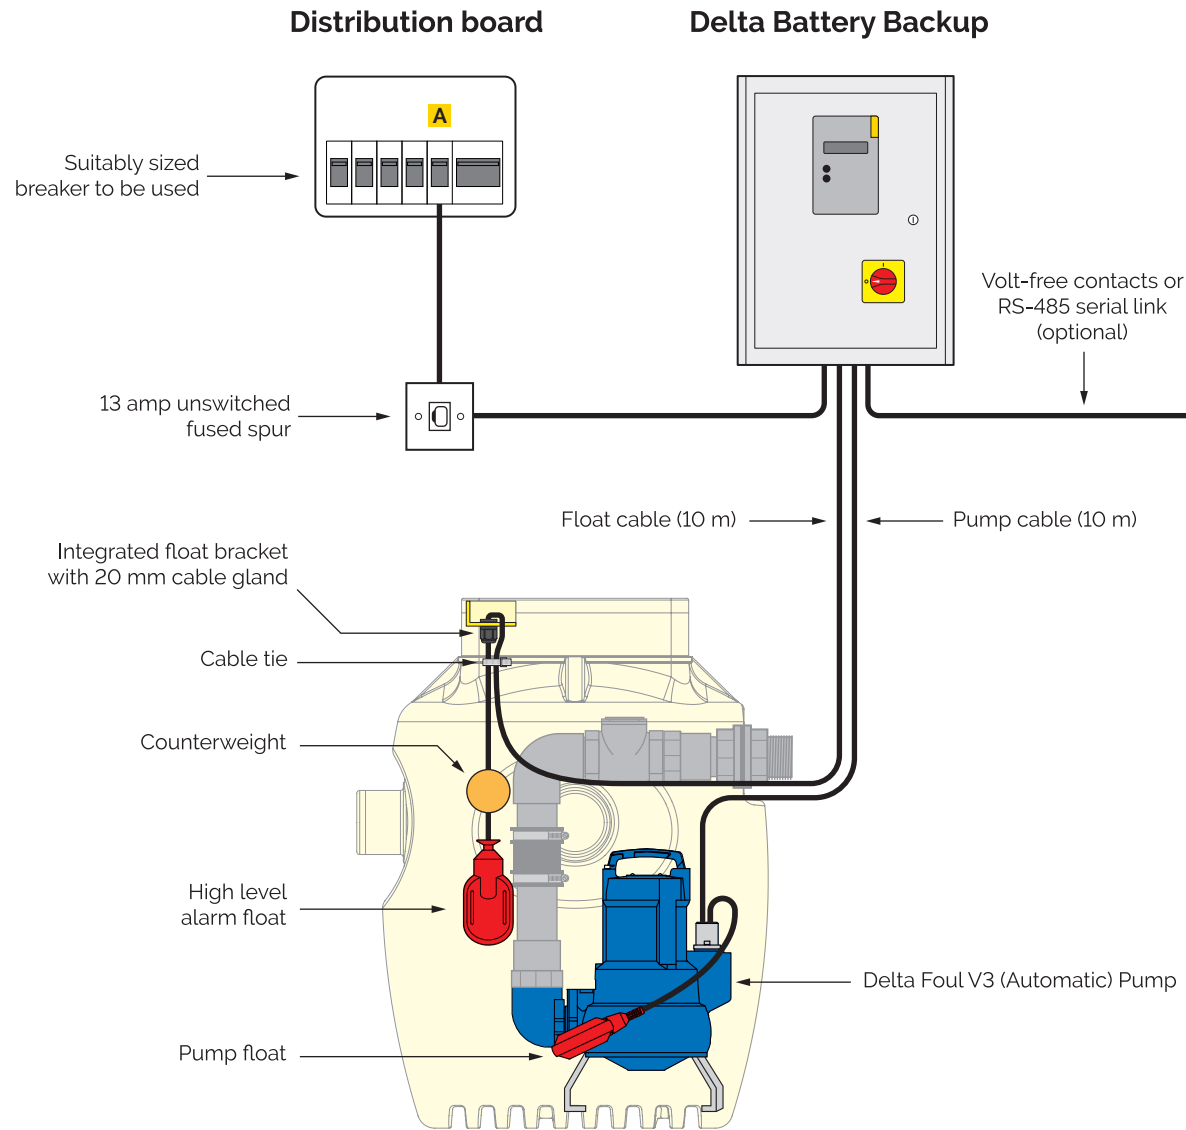 Distribution board
Delta Battery Backup
A
Suitably sized
breaker to be used
Volt-free contacts or
RS-485 serial link
(optional)
13 amp unswitched
fused spur
Float cable (10 m)
Pump cable (10 m)
Integrated float bracket
with 20 mm cable gland
Cable tie
Counterweight
High level
alarm float
Delta Foul V3 (Automatic) Pump
Pump float